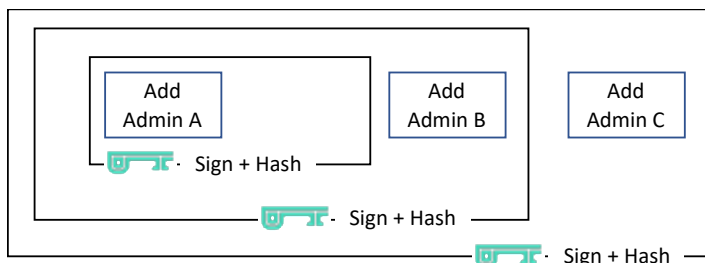 Add
Admin A
Add
Admin B
Add
Admin C
Sign + Hash
Sign + Hash
Sign + Hash